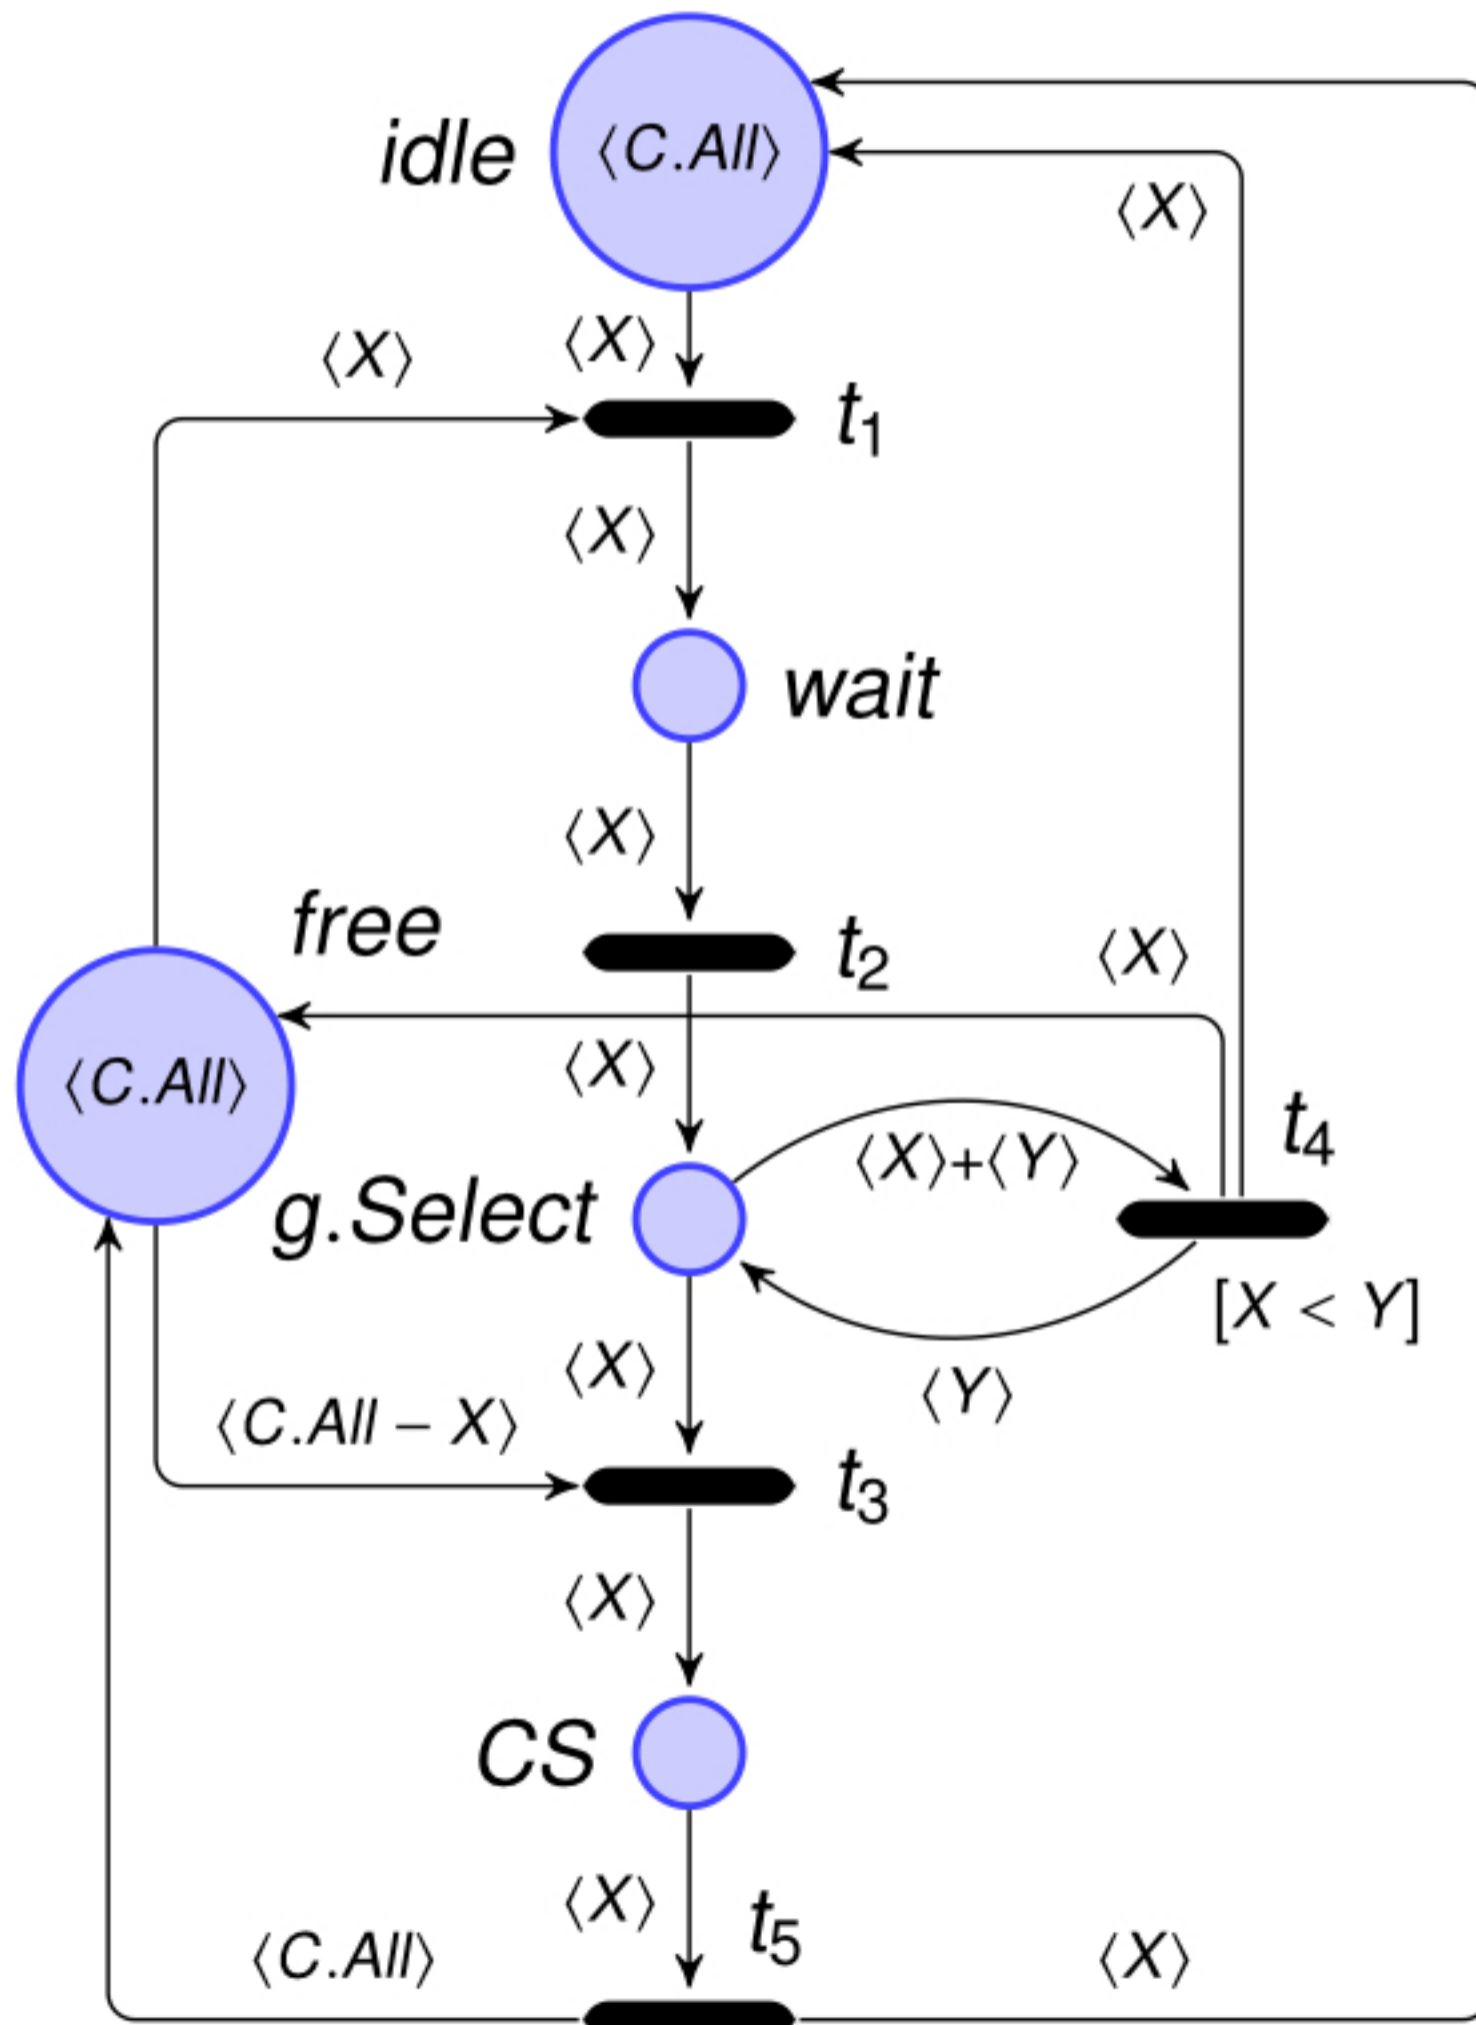 idle
⟨C.All⟩
⟨X⟩
⟨X⟩
⟨X⟩
t1
⟨X⟩
wait
⟨X⟩
free
t2
⟨X⟩
⟨C.All⟩
⟨X⟩
t4
⟨X⟩+⟨Y⟩
g.Select
[X < Y]
⟨X⟩
⟨Y⟩
⟨C.All − X⟩
t3
⟨X⟩
CS
⟨X⟩
t5
⟨C.All⟩
⟨X⟩